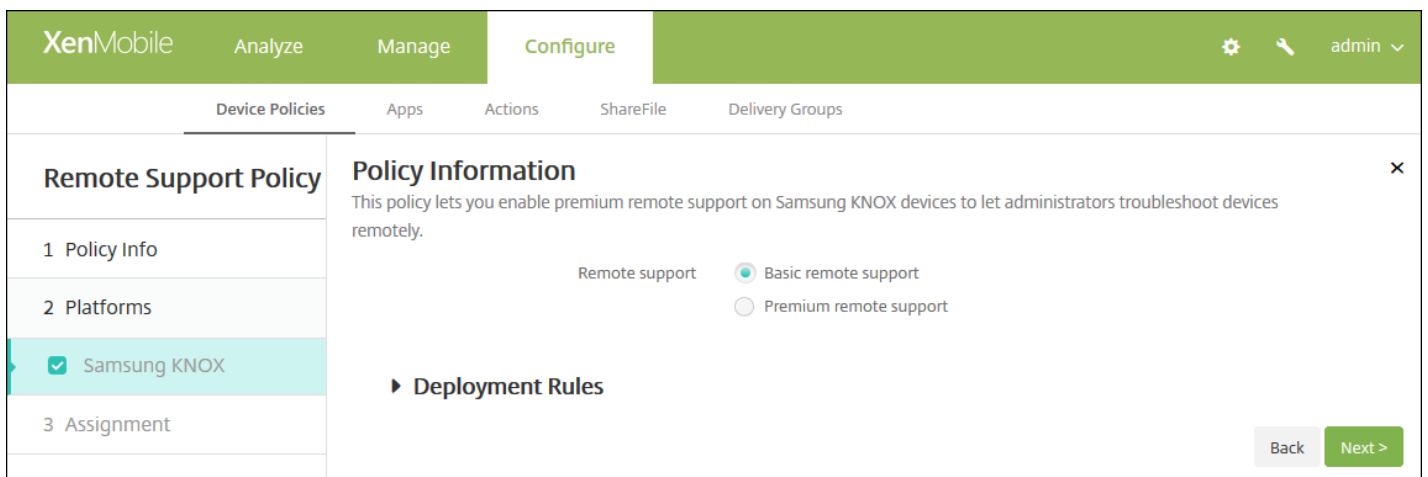 XenMobile Analyze Manage Configure admin
Device Policies Apps Actions ShareFile Delivery Groups
Remote Support Policy
1 Policy Info
2 Platforms
Samsung KNOX
3 Assignment
Policy Information
This policy lets you enable premium remote support on Samsung KNOX devices to let administrators troubleshoot devices
remotely.
Remote support Basic remote support
Premium remote support
Deployment Rules
Back Next >